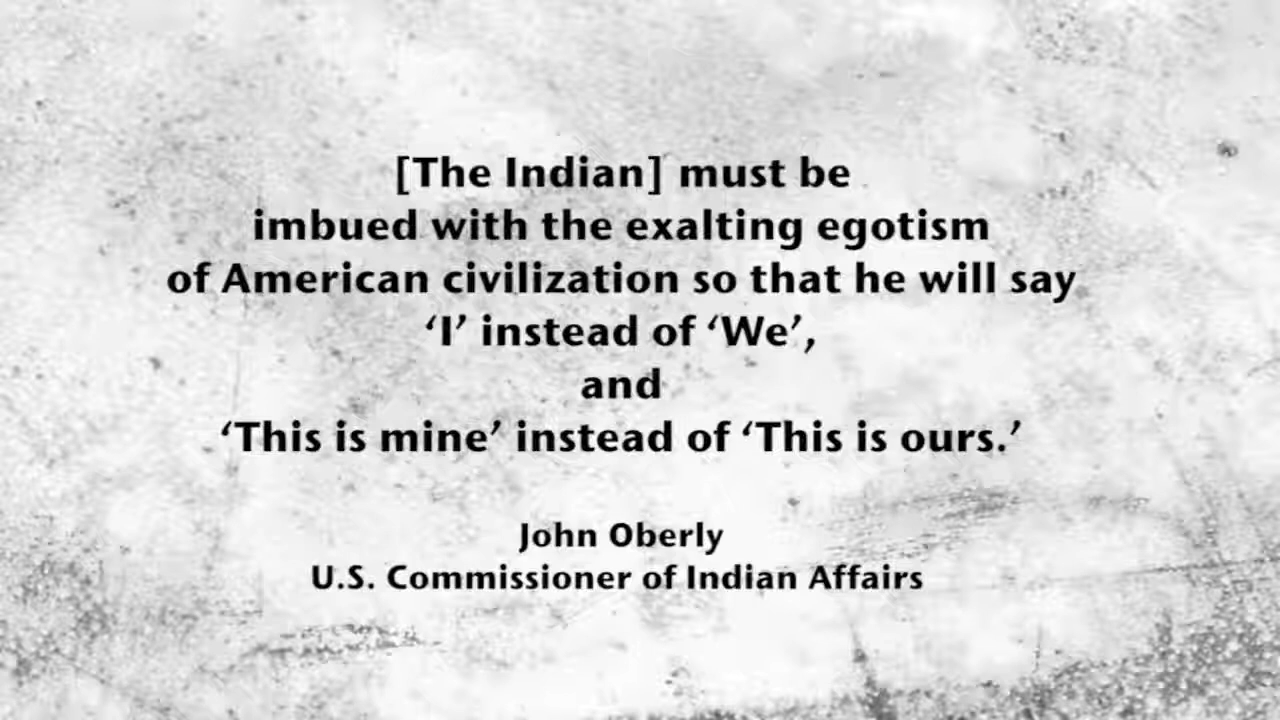 [The Indian] must be
imbued with the exalting egotism
of American civilization so that he will say
‘I’ instead of ‘We’,
and
‘This is mine’ instead of ‘This is ours.’
John Oberly
U.S. Commissioner of Indian Affairs